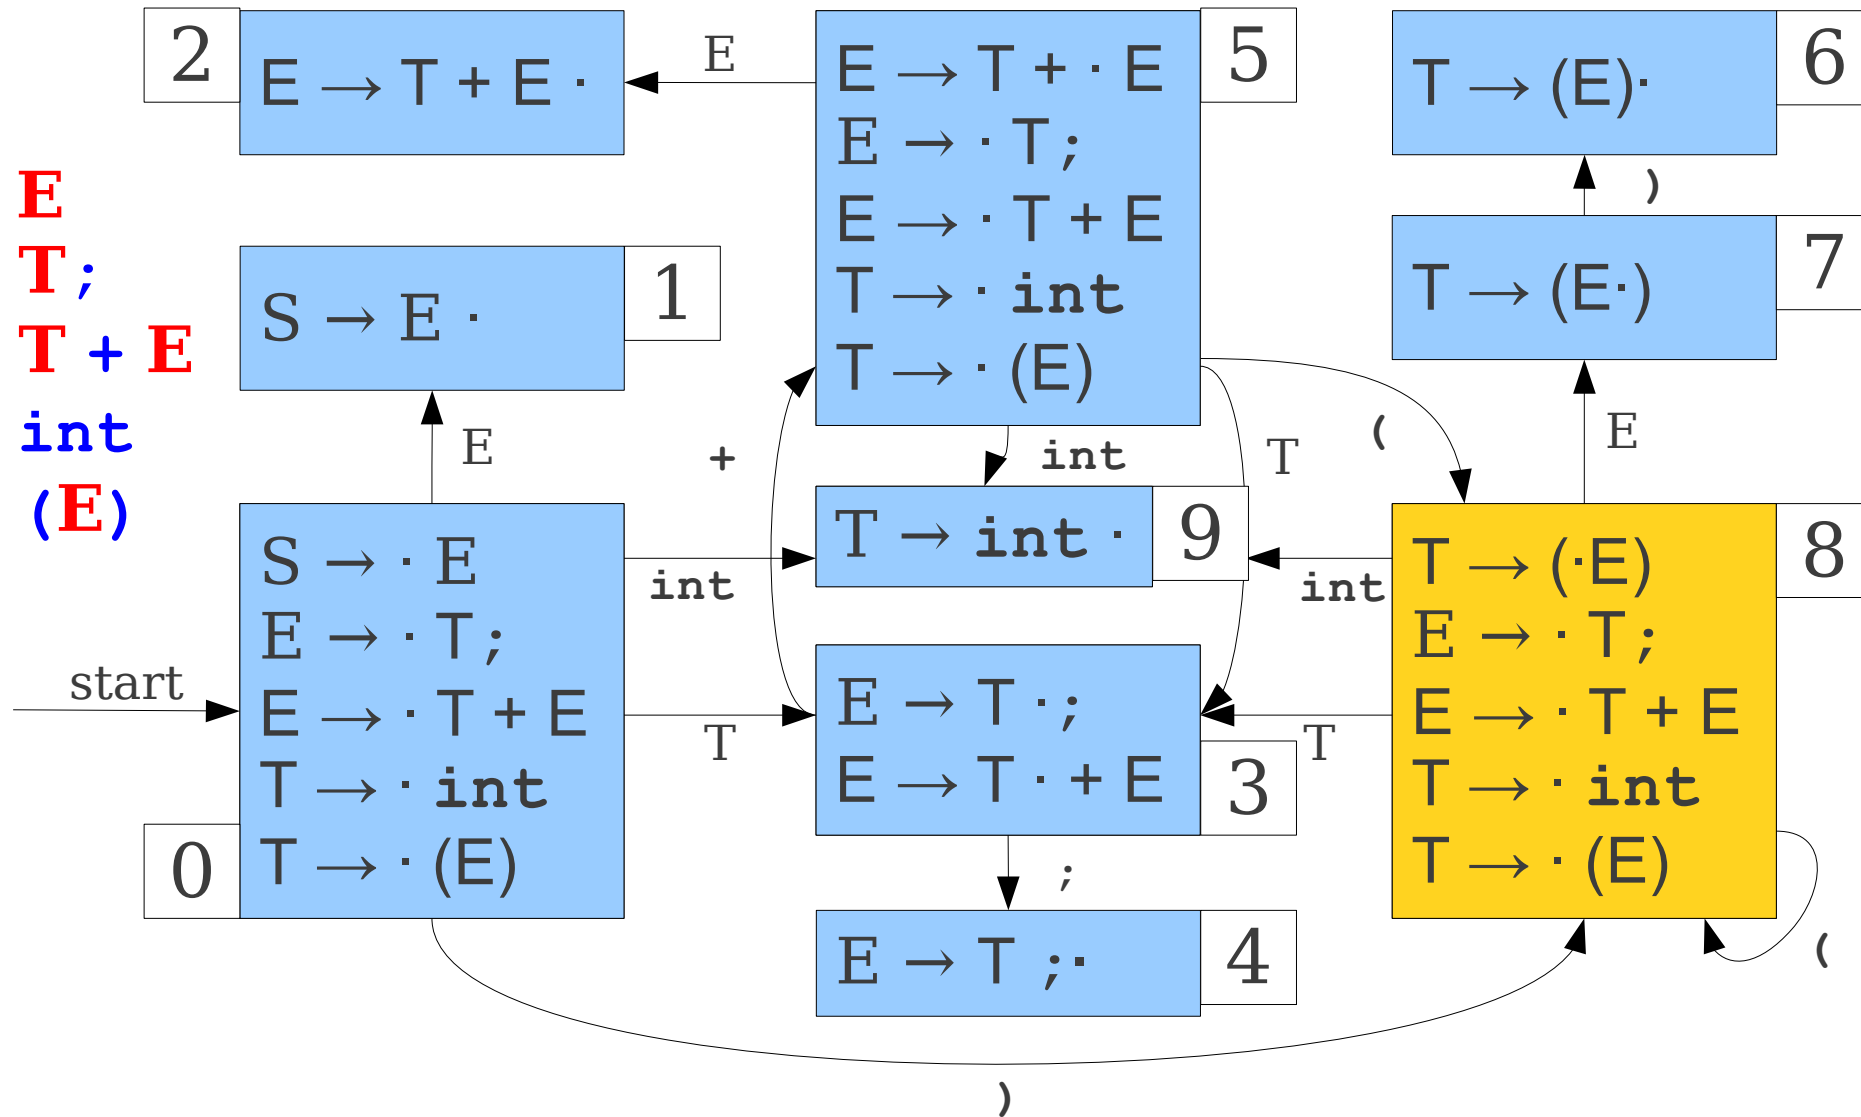 E
T ;
T + E
int
(E)
2
E → T + E ·
E
5
E → T + · E
E → · T ;
E → · T + E
T → · int
T → · (E)
6
T → (E)·
)
7
T → (E·)
1
S → E ·
E
+
int
T
(
E
0
S → · E
E → · T ;
E → · T + E
T → · int
T → · (E)
start
int
T
9
T → int ·
int
T
3
E → T · ;
E → T · + E
;
4
E → T ;·
8
T → (·E)
E → · T ;
E → · T + E
T → · int
T → · (E)
(
)